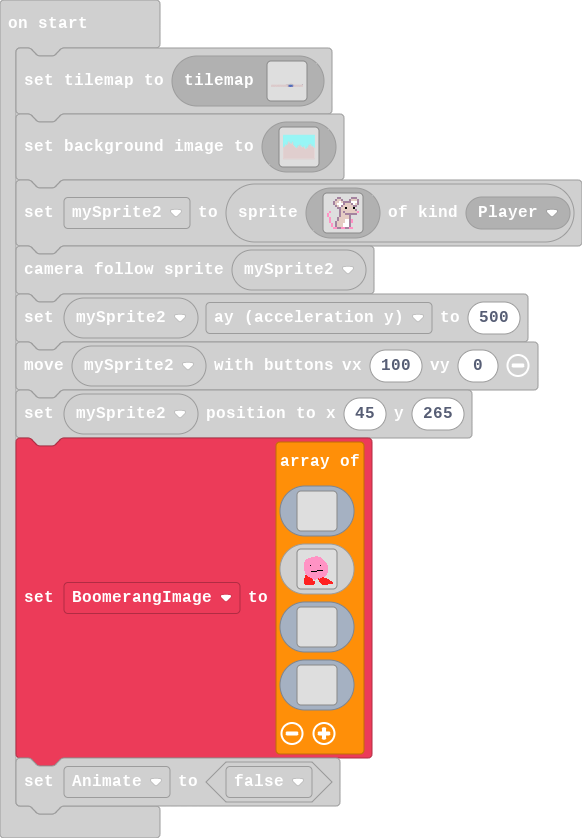 on start
set tilemap to tilemap
set background image to
set mySprite2 to sprite of kind Player
camera follow sprite mySprite2
set mySprite2 ay (acceleration y) to 500
move mySprite2 with buttons vx 100 vy 0
set mySprite2 position to x 45 y 265
array of
set BoomerangImage to
set Animate to false